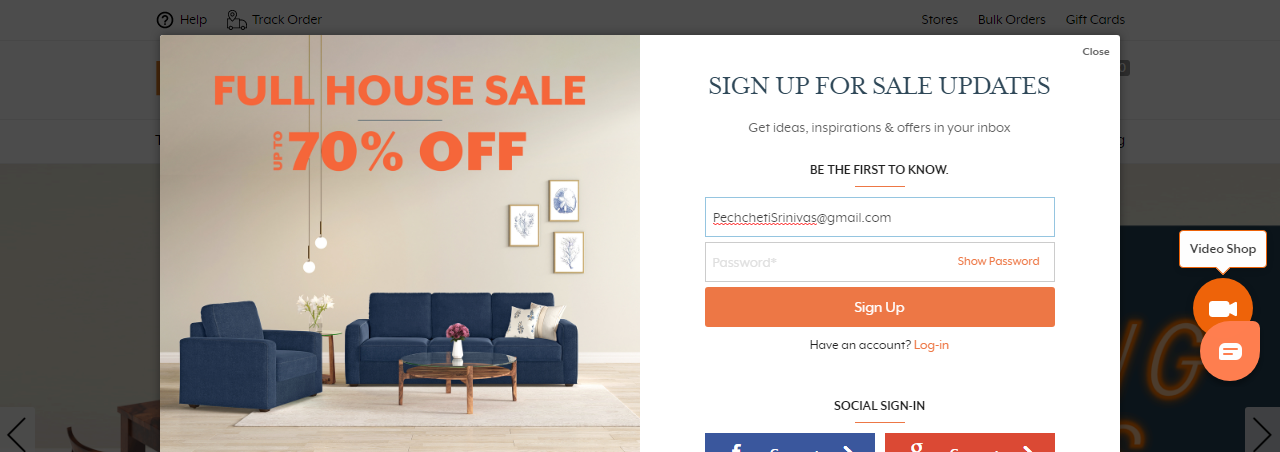 Help Track Order Stores Bulk Orders Gift Cards
Close
FULL HOUSE SALE
UP TO 70% OFF
SIGN UP FOR SALE UPDATES
Get ideas, inspirations & offers in your inbox
BE THE FIRST TO KNOW.
PechchetiSrinivas@gmail.com
Password* Show Password
Sign Up
Have an account? Log-in
SOCIAL SIGN-IN
Video Shop